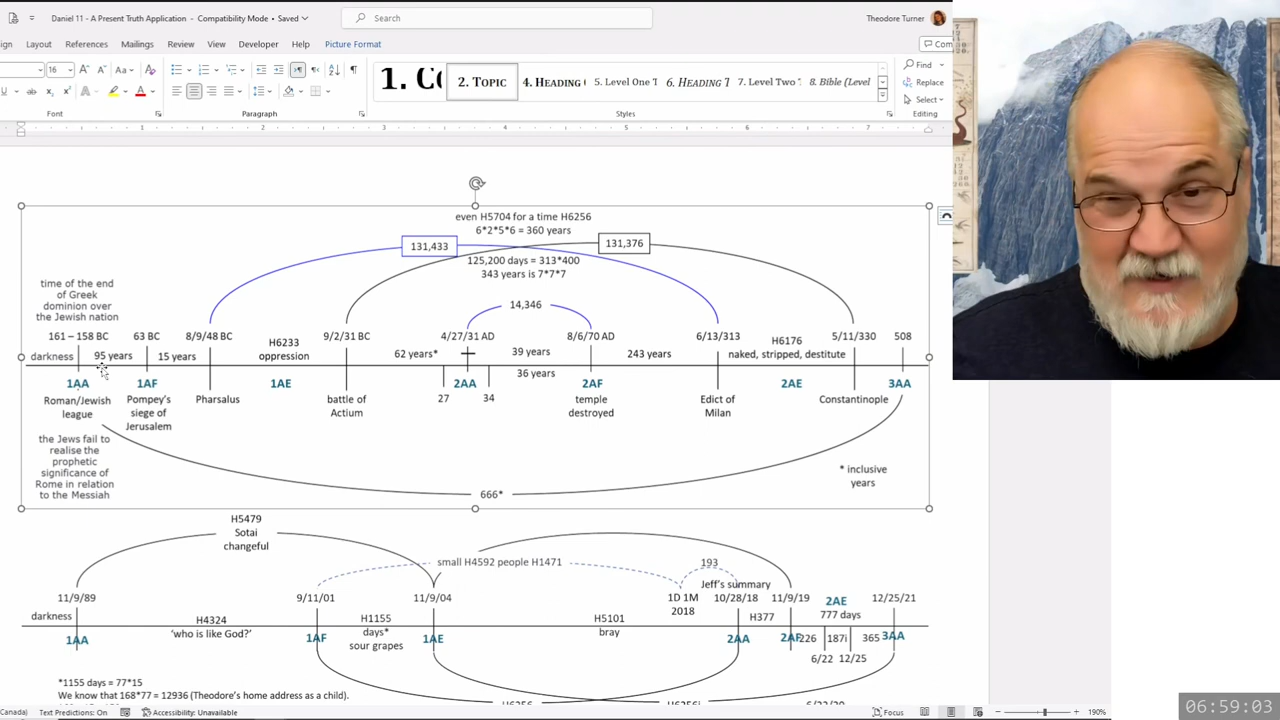 Daniel 11 - A Present Truth Application - Compatibility Mode • Saved
Search
Theodore Turner
ign Layout References Mailings Review View Developer Help Picture Format
Com
16
Aa
1. Co
2. Topic
4. Heading
5. Level One 'I
6. Heading T
7. Level Two
8. Bible (Level
Find
Replace
Select
Font
Paragraph
Styles
Editing
1 2 3 4 5 6 7
even H5704 for a time H6256
6*2*5*6 = 360 years
131,433
131,376
125,200 days = 313*400
343 years is 7*7*7
14,346
time of the end
of Greek
dominion over
the Jewish nation
161 – 158 BC
63 BC
8/9/48 BC
9/2/31 BC
4/27/31 AD
8/6/70 AD
6/13/313
5/11/330
508
darkness
95 years
15 years
H6233
oppression
62 years*
39 years
36 years
243 years
H6176
naked, stripped, destitute
1AA
1AF
1AE
2AA
2AF
2AE
3AA
Roman/Jewish
league
Pompey's
siege of
Jerusalem
Pharsalus
battle of
Actium
27
34
temple
destroyed
Edict of
Milan
Constantinople
the Jews fail to
realise the
prophetic
significance of
Rome in relation
to the Messiah
* inclusive
years
666*
H5479
Sotai
changeful
small H4592 people H1471
193
Jeff's summary
11/9/89
9/11/01
11/9/04
1D 1M
2018
10/28/18
11/9/19
2AE
777 days
12/25/21
darkness
H4324
'who is like God?'
H1155
days*
sour grapes
H5101
bray
H377
1AA
1AF
1AE
2AA
2AF
226
187i
365
3AA
6/22
12/25
*1155 days = 77*15
We know that 168*77 = 12936 (Theodore's home address as a child).
Canada)
Text Predictions: On
Accessibility: Unavailable
Focus
190%
06:59:03